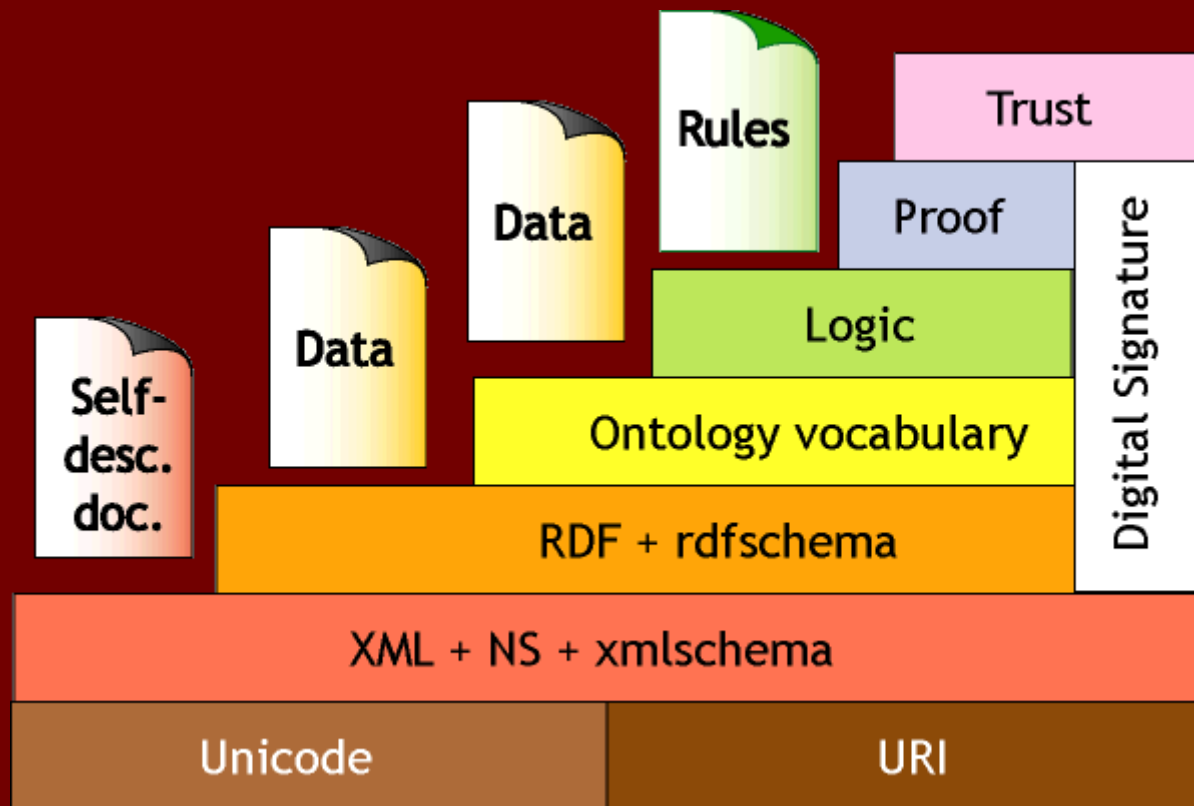 Trust
Rules
Proof
Data
Digital Signature
Logic
Data
Self-
desc.
doc.
Ontology vocabulary
RDF + rdfschema
XML + NS + xmlschema
Unicode
URI